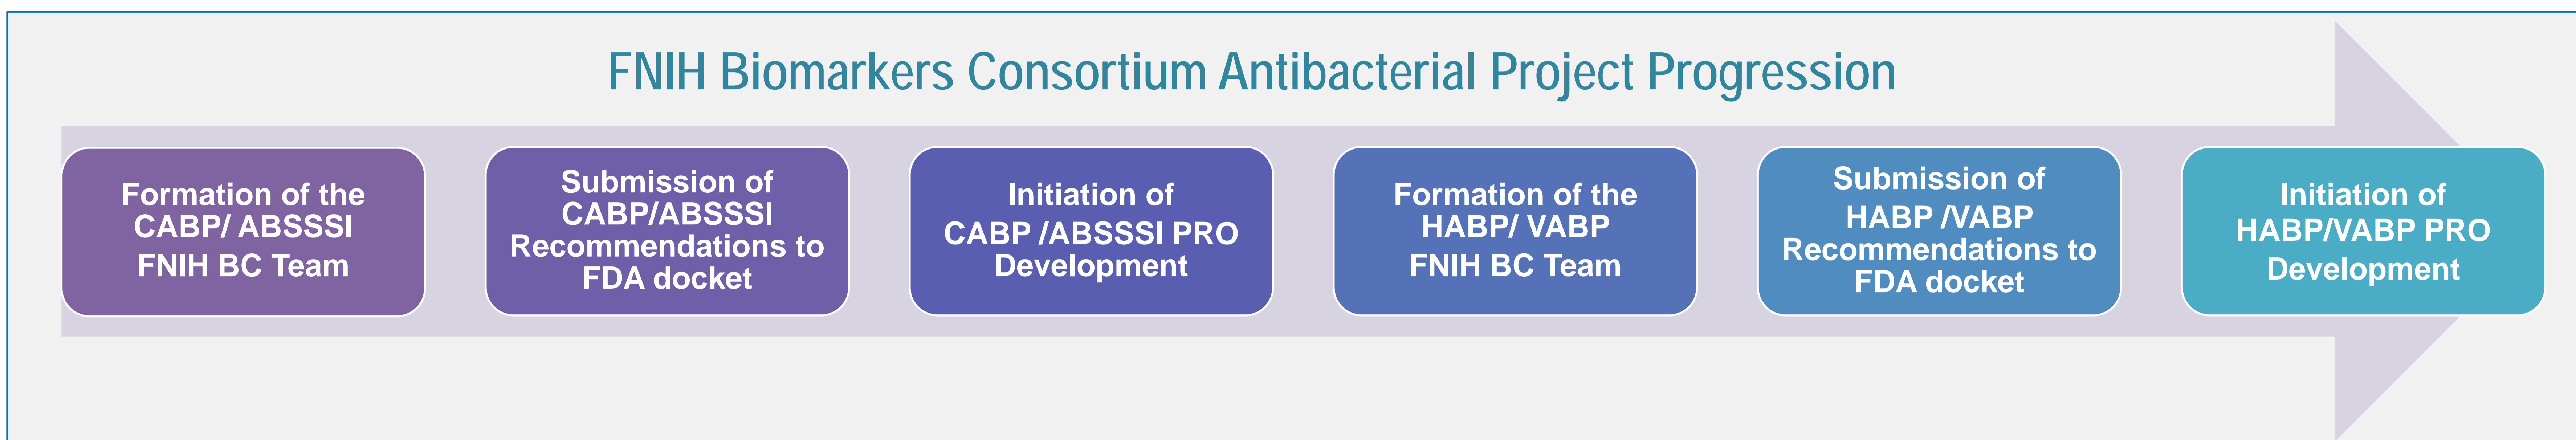 FNIH Biomarkers Consortium Antibacterial Project Progression
Formation of the
CABP/ ABSSSI
FNIH BC Team
Submission of
CABP/ABSSSI
Recommendations to
FDA docket
Initiation of
CABP /ABSSSI PRO
Development
Formation of the
HABP/ VABP
FNIH BC Team
Submission of
HABP /VABP
Recommendations to
FDA docket
Initiation of
HABP/VABP PRO
Development